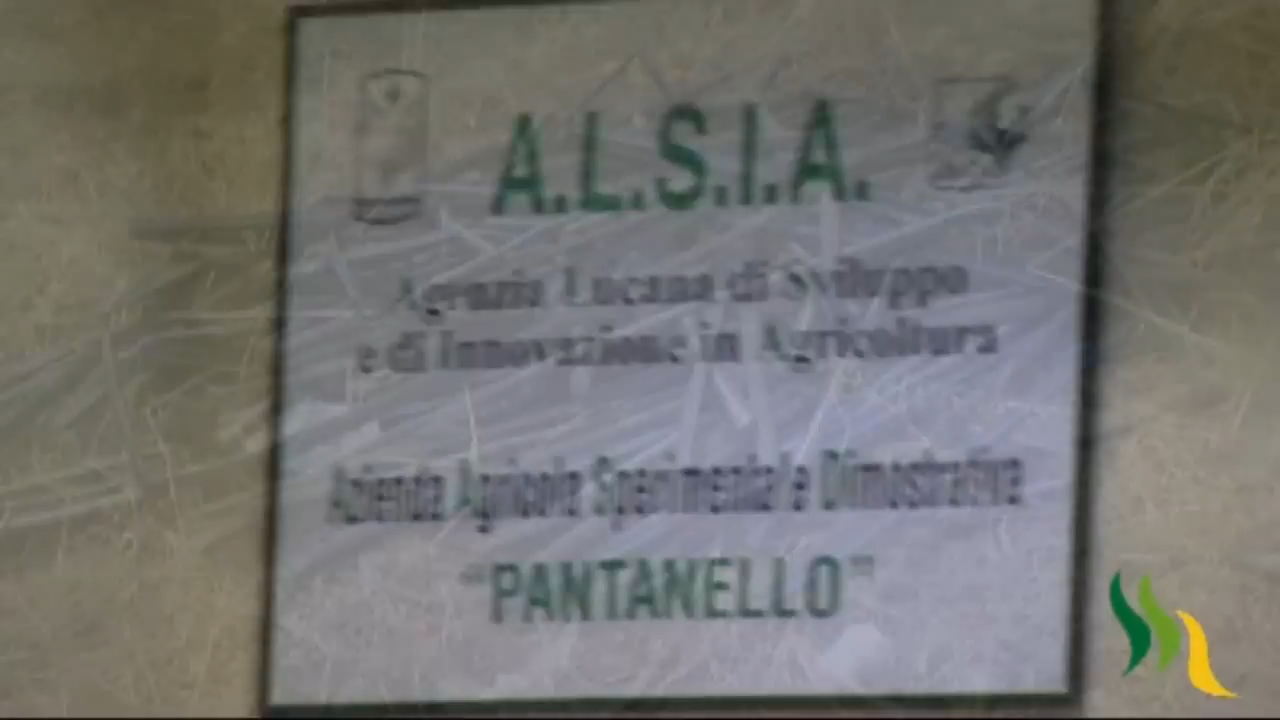 A.L.S.I.A.
Agenzia Lucana di Sviluppo
e di Innovazione in Agricoltura
Azienda Agricola Sperimentale Dimostrativa
"PANTANELLO"